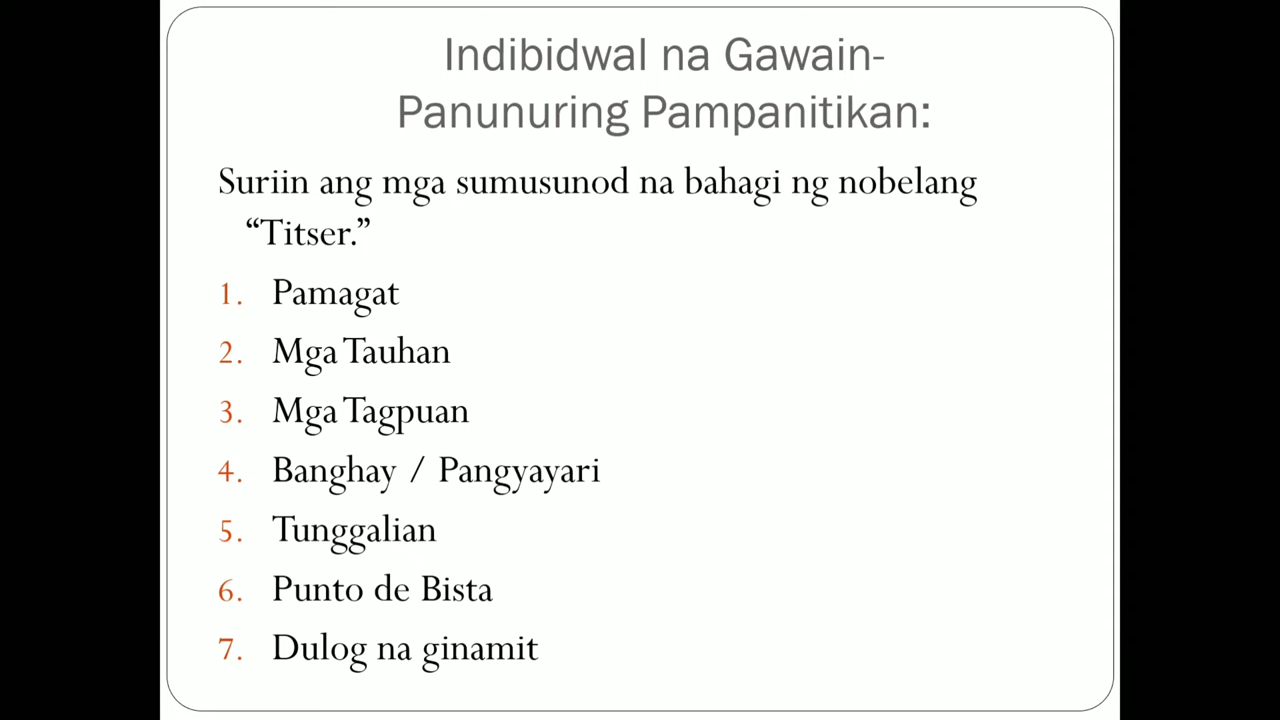 Indibidwal na Gawain-
Panunuring Pampanitikan:
Suriin ang mga sumusunod na bahagi ng nobelang
“Titser.”
1. Pamagat
2. Mga Tauhan
3. Mga Tagpuan
4. Banghay / Pangyayari
5. Tunggalian
6. Punto de Bista
7. Dulog na ginamit